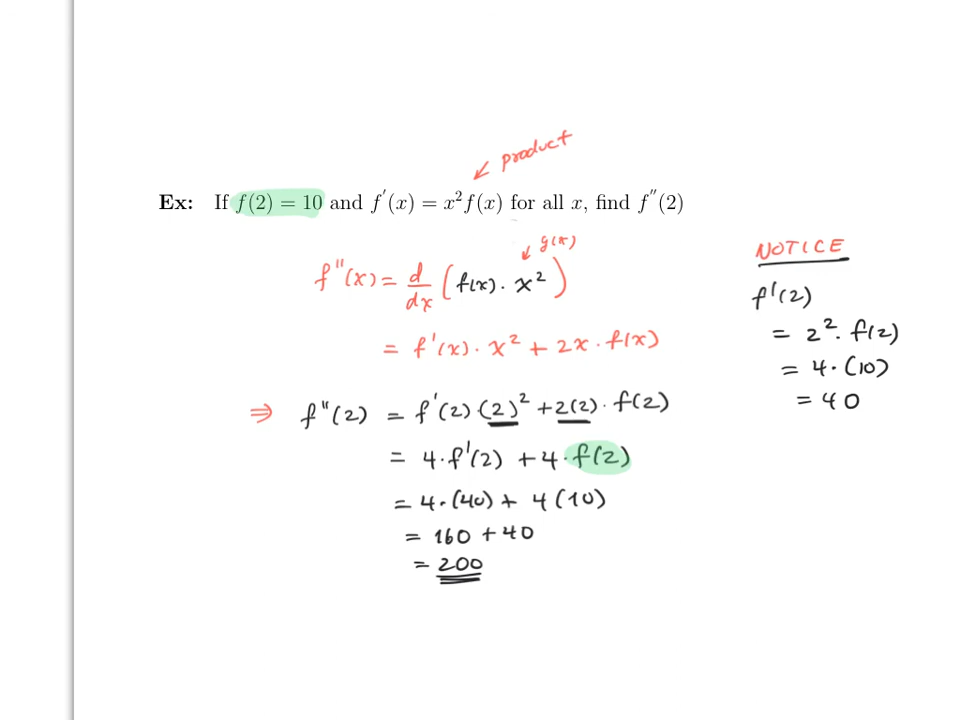 ↙ product
Ex: If f(2) = 10 and f′(x) = x²f(x) for all x, find f″(2)
↙ g(x)
f"(x) = d/dx (f(x) · x²)
= f'(x) · x² + 2x · f(x)
⇒ f"(2) = f'(2)(2)² + 2(2) · f(2)
= 4 · f'(2) + 4 · f(2)
= 4 · (40) + 4(10)
= 160 + 40
= 200
NOTICE
f'(2)
= 2² · f(2)
= 4 · (10)
= 40